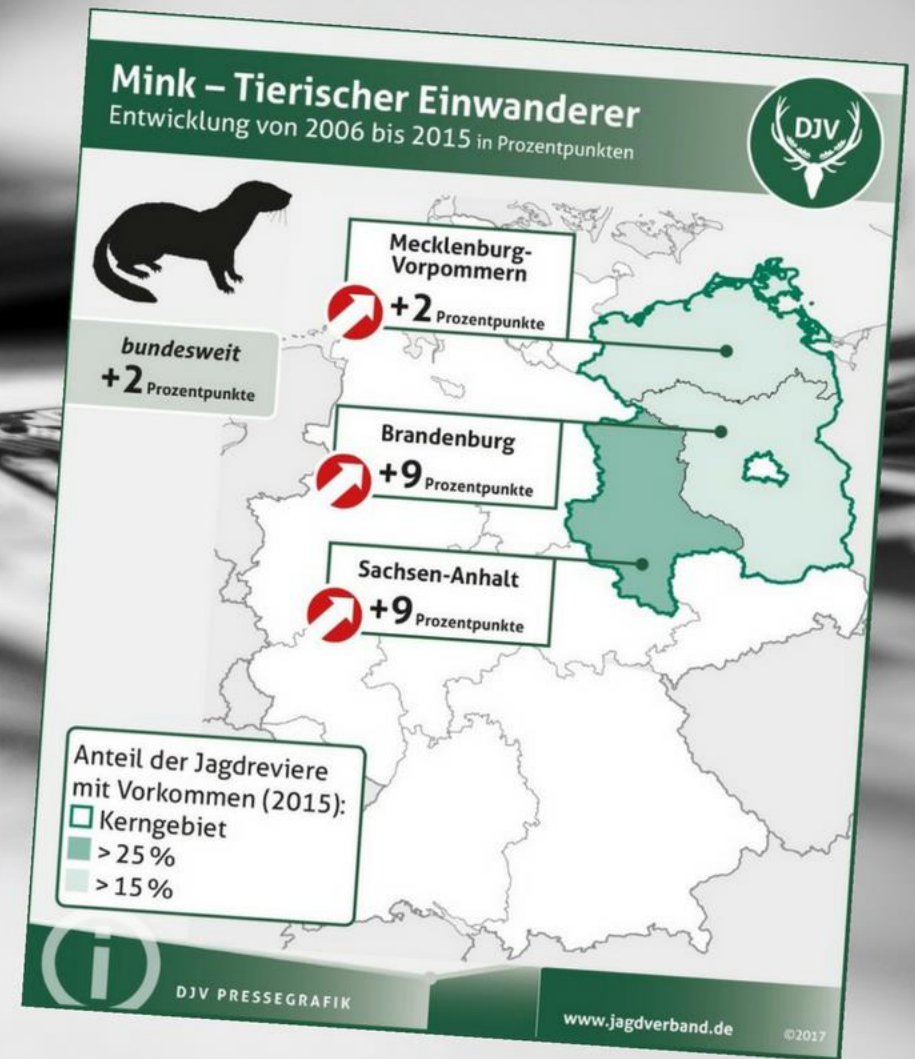 Mink – Tierischer Einwanderer
Entwicklung von 2006 bis 2015 in Prozentpunkten
DJV
Mecklenburg-
Vorpommern
+2 Prozentpunkte
bundesweit
+2 Prozentpunkte
Brandenburg
+9 Prozentpunkte
Sachsen-Anhalt
+9 Prozentpunkte
Anteil der Jagdreviere
mit Vorkommen (2015):
Kerngebiet
> 25 %
> 15 %
i
DJV PRESSEGRAFIK
www.jagdverband.de
©2017